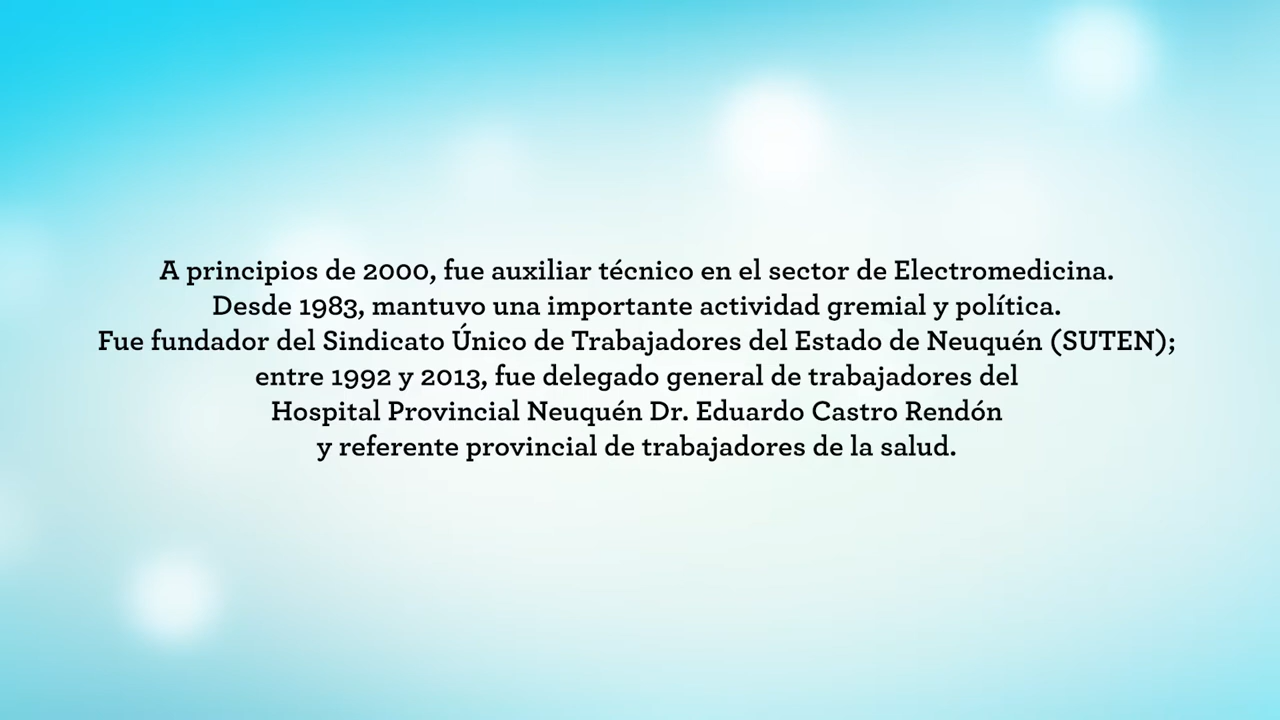 A principios de 2000, fue auxiliar técnico en el sector de Electromedicina.
Desde 1983, mantuvo una importante actividad gremial y política.
Fue fundador del Sindicato Único de Trabajadores del Estado de Neuquén (SUTEN);
entre 1992 y 2013, fue delegado general de trabajadores del
Hospital Provincial Neuquén Dr. Eduardo Castro Rendón
y referente provincial de trabajadores de la salud.